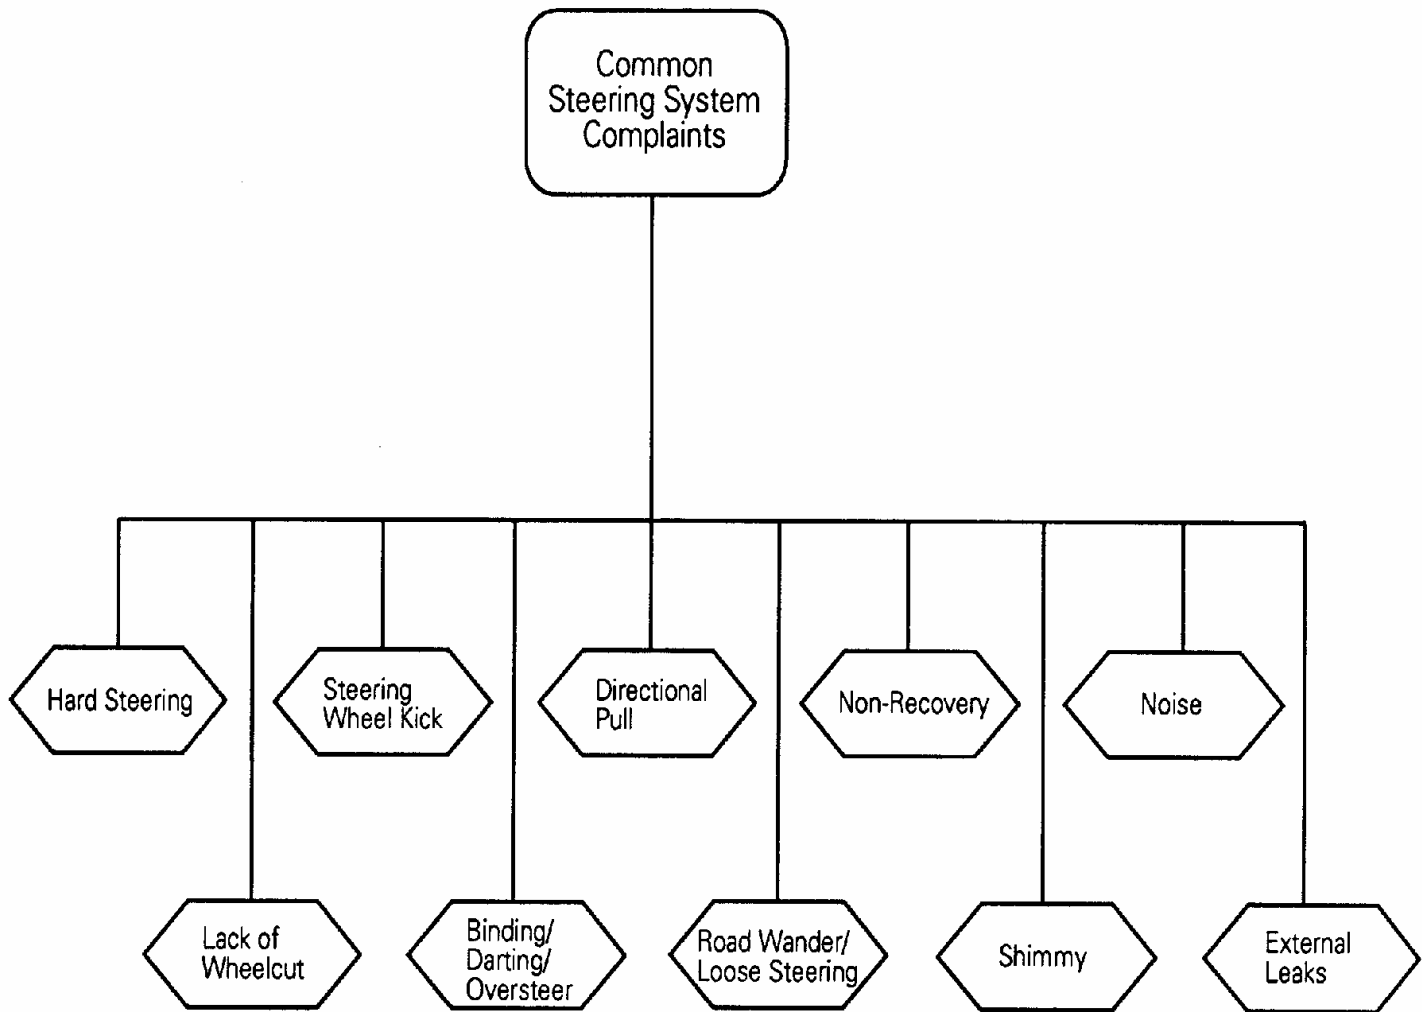 Common
Steering System
Complaints
Hard Steering
Steering
Wheel Kick
Directional
Pull
Non-Recovery
Noise
Lack of
Wheelcut
Binding/
Darting/
Oversteer
Road Wander/
Loose Steering
Shimmy
External
Leaks